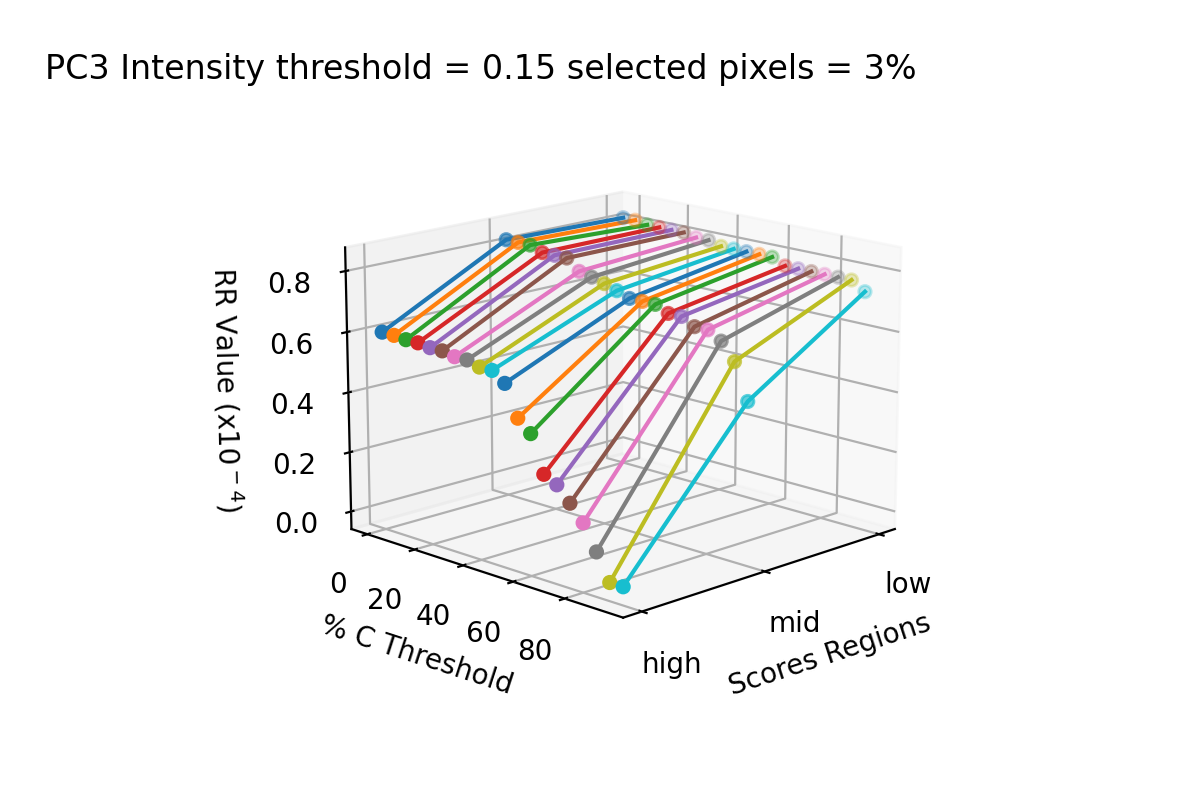 PC3 Intensity threshold = 0.15 selected pixels = 3%
RR Value (x10⁻⁴)
0.8
0.6
0.4
0.2
0.0
0
20
40
60
80
% C Threshold
high
mid
low
Scores Regions